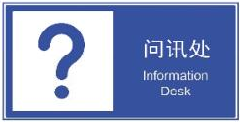 问讯处
Information
Desk